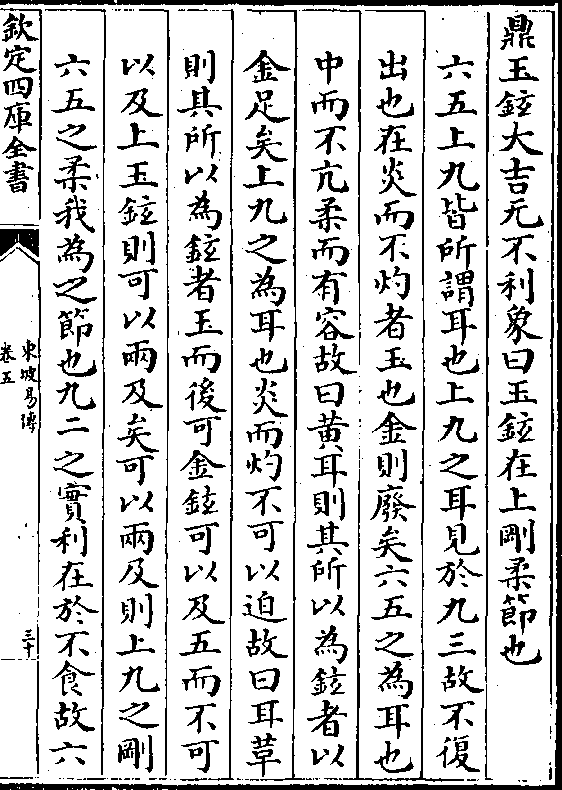 鼎玉鉉大吉无不利象曰玉鉉在上剛柔節也
六五上九皆所謂耳也上九之耳見於九三故不復
出也在炎而不灼者玉也金則廢矣六五之為耳也
中而不亢柔而有容故曰黃耳則其所以為鉉者以
金足矣上九之為耳也炎而灼不可以迫故曰耳革
則其所以為鉉者玉而後可金鉉可以及五而不可
以及上玉鉉則可以兩及矣可以兩及則上九之剛
六五之柔我為之節也九二之實利在於不食故六
欽定四庫全書
東坡易傳
卷五
三十